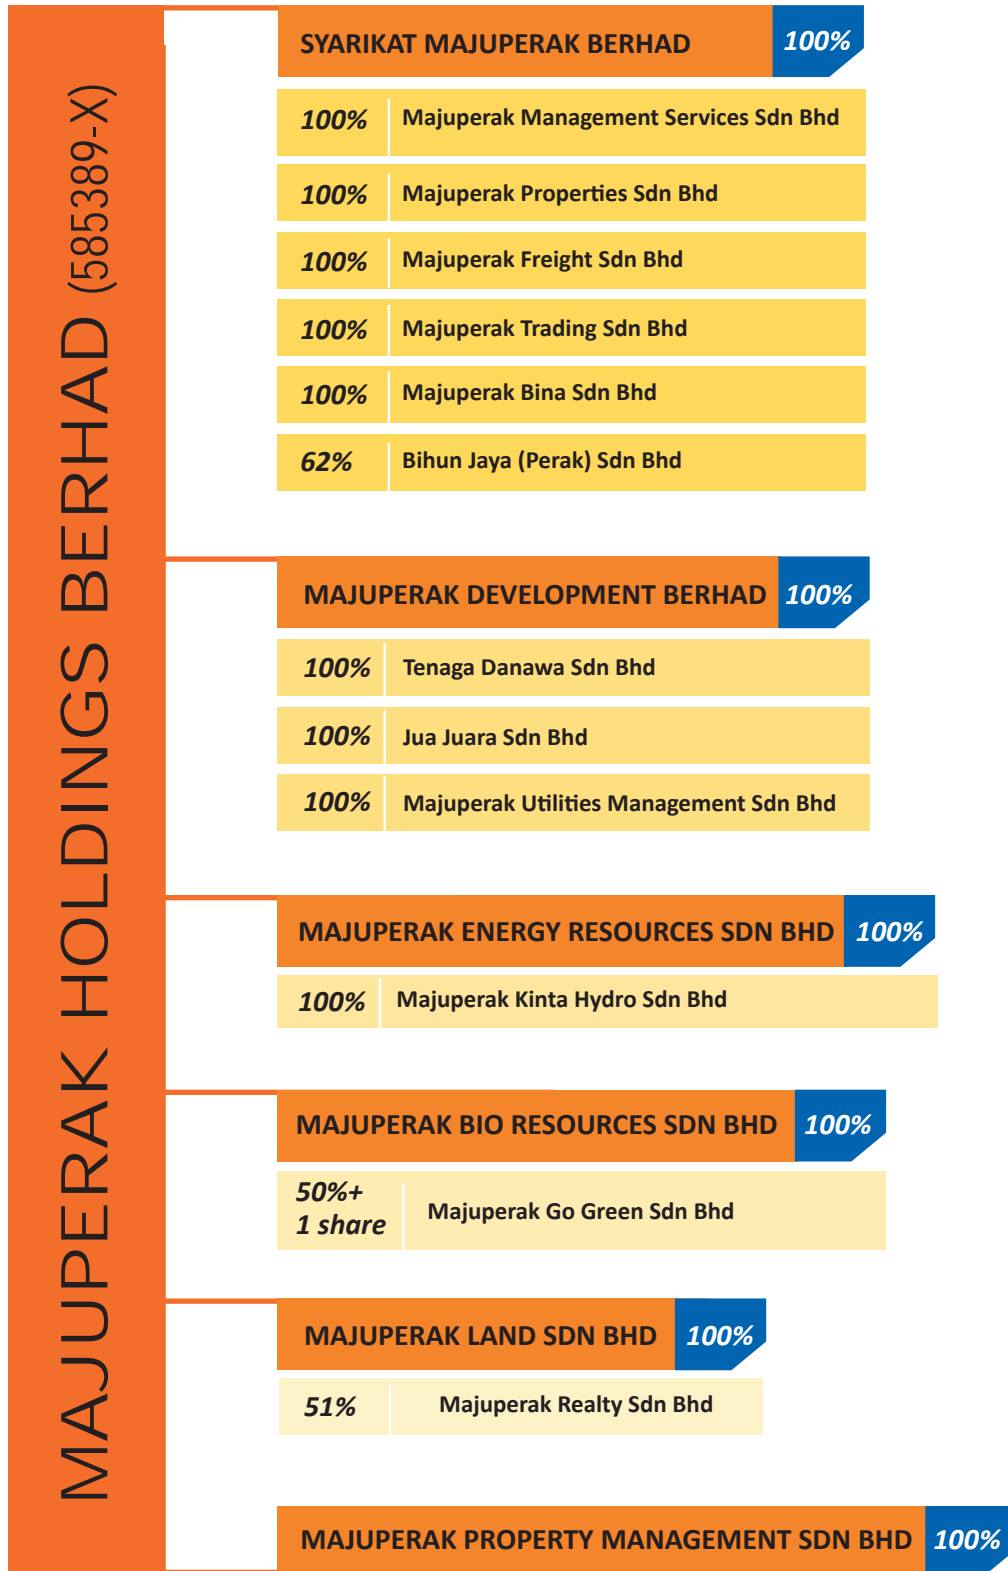 MAJUPERAK HOLDINGS BERHAD (585389-X)
SYARIKAT MAJUPERAK BERHAD 100%
100% Majuperak Management Services Sdn Bhd
100% Majuperak Properties Sdn Bhd
100% Majuperak Freight Sdn Bhd
100% Majuperak Trading Sdn Bhd
100% Majuperak Bina Sdn Bhd
62% Bihun Jaya (Perak) Sdn Bhd
MAJUPERAK DEVELOPMENT BERHAD 100%
100% Tenaga Danawa Sdn Bhd
100% Jua Juara Sdn Bhd
100% Majuperak Utilities Management Sdn Bhd
MAJUPERAK ENERGY RESOURCES SDN BHD 100%
100% Majuperak Kinta Hydro Sdn Bhd
MAJUPERAK BIO RESOURCES SDN BHD 100%
50%+
1 share Majuperak Go Green Sdn Bhd
MAJUPERAK LAND SDN BHD 100%
51% Majuperak Realty Sdn Bhd
MAJUPERAK PROPERTY MANAGEMENT SDN BHD 100%